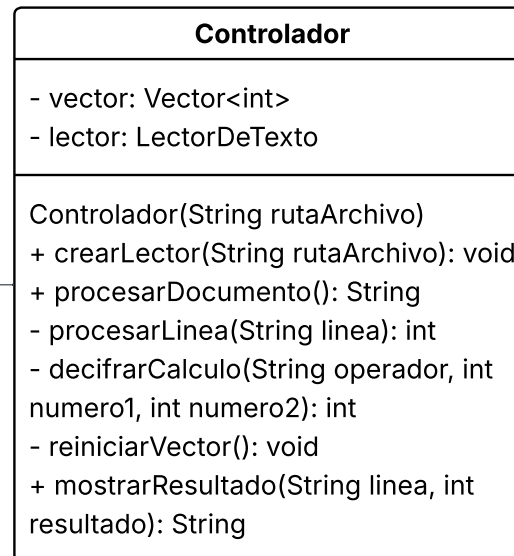 Controlador
- vector: Vector<int>
- lector: LectorDeTexto
Controlador(String rutaArchivo)
+ crearLector(String rutaArchivo): void
+ procesarDocumento(): String
- procesarLinea(String linea): int
- decifrarCalculo(String operador, int
numero1, int numero2): int
- reiniciarVector(): void
+ mostrarResultado(String linea, int
resultado): String